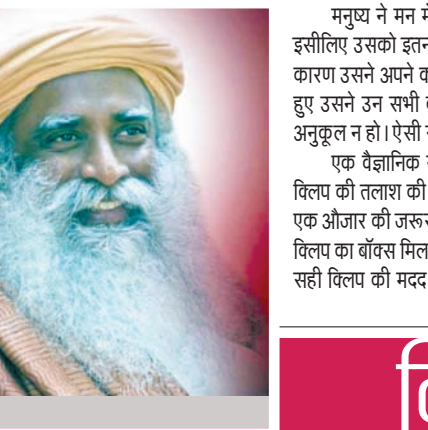 मनुष्य ने मन में
इसीलिए उसको इतन
कारण उसने अपने क
हुए उसने उन सभी व
अनुकूल न हो। ऐसी
एक वैज्ञानिक
क्लिप की तलाश की
एक औजार की जरू
क्लिप का बॉक्स मिल
सही क्लिप की मदद